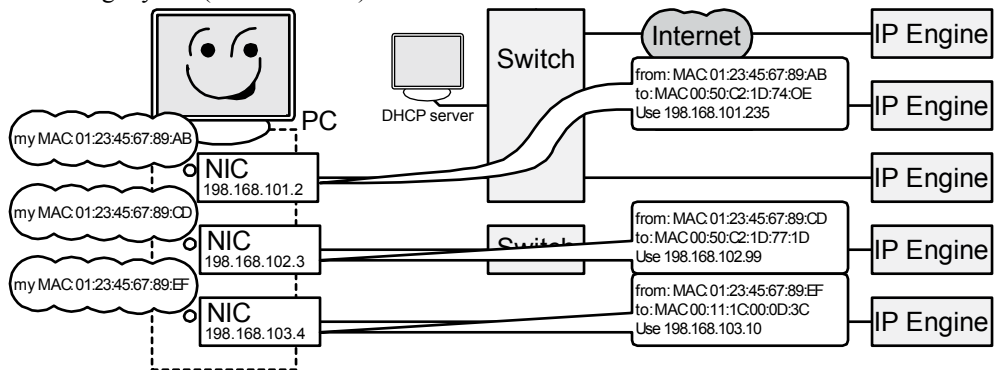 Switch
Internet
IP Engine
from: MAC 01:23:45:67:89:AB
to: MAC 00:50:C2:1D:74:OE
Use 198.168.101.235
IP Engine
DHCP server
PC
my MAC: 01:23:45:67:89:AB
NIC
198.168.101.2
IP Engine
my MAC: 01:23:45:67:89:CD
NIC
198.168.102.3
Switch
from: MAC 01:23:45:67:89:CD
to: MAC 00:50:C2:1D:77:1D
Use 198.168.102.99
IP Engine
my MAC: 01:23:45:67:89:EF
NIC
198.168.103.4
from: MAC 01:23:45:67:89:EF
to: MAC 00:11:1C:00:0D:3C
Use 198.168.103.10
IP Engine